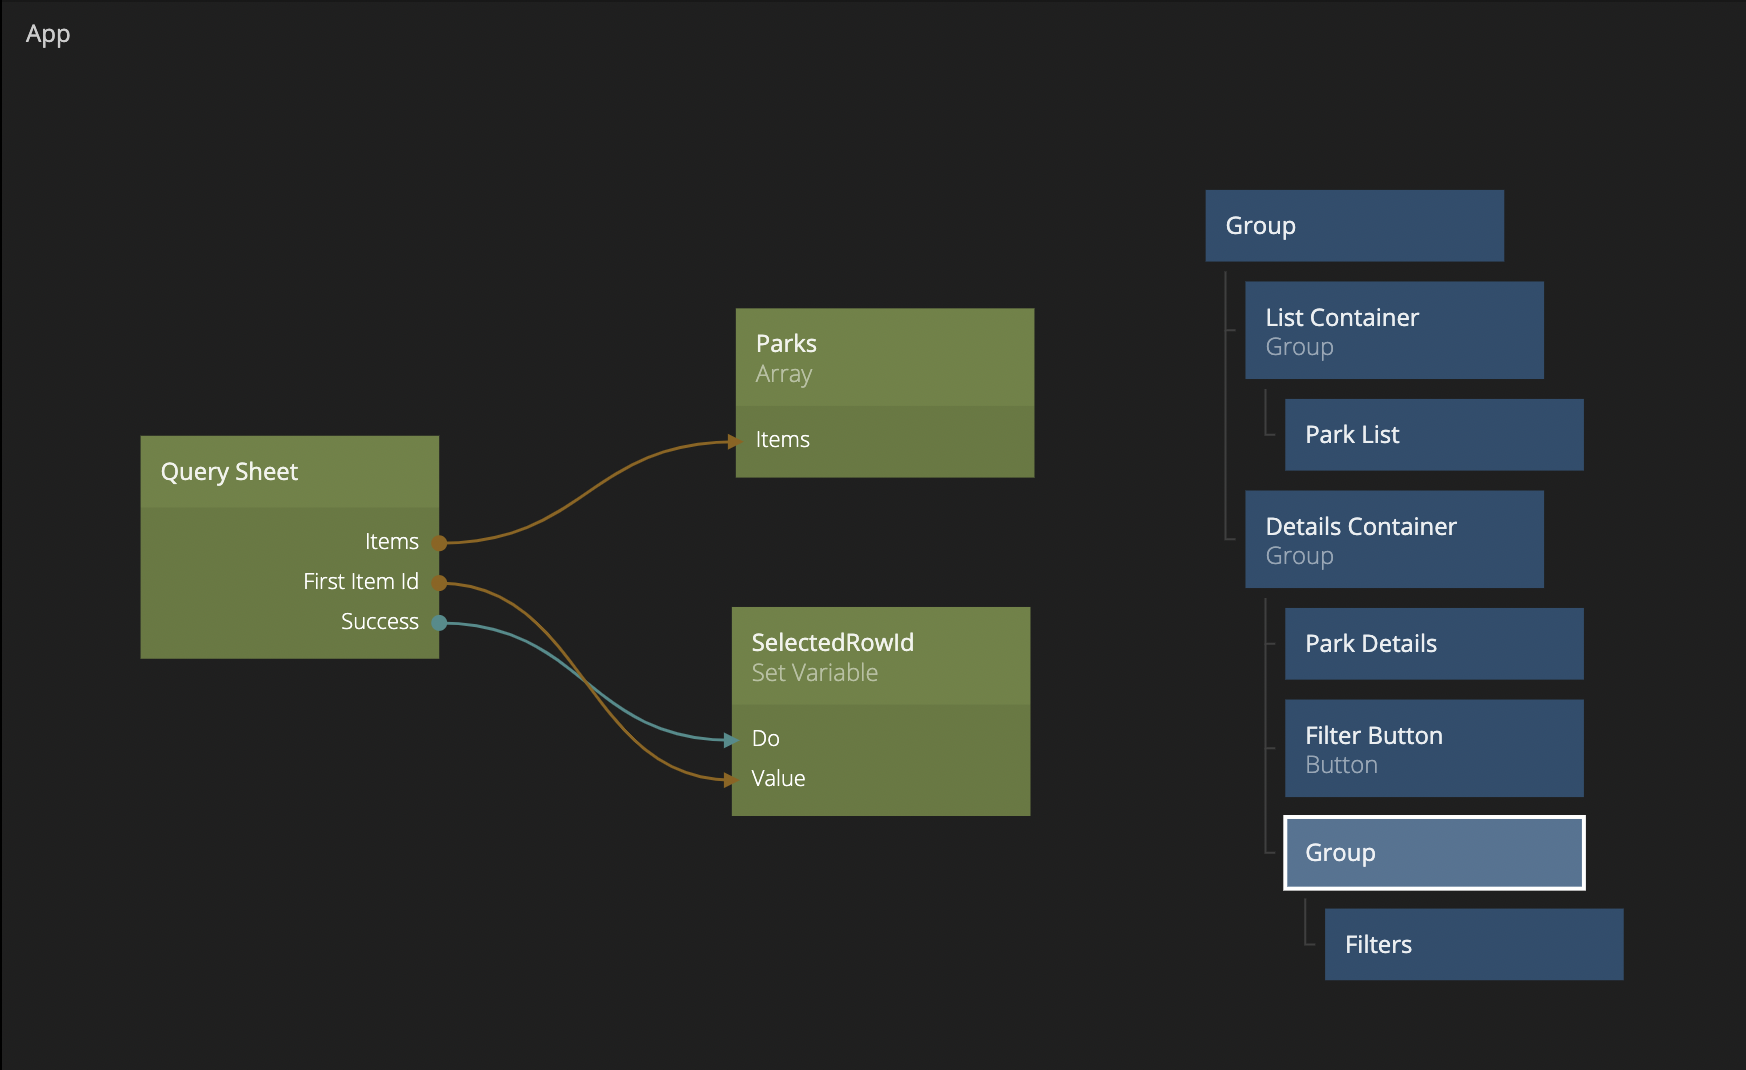 App
Query Sheet
Items
First Item Id
Success
Parks
Array
Items
SelectedRowId
Set Variable
Do
Value
Group
List Container
Group
Park List
Details Container
Group
Park Details
Filter Button
Button
Group
Filters